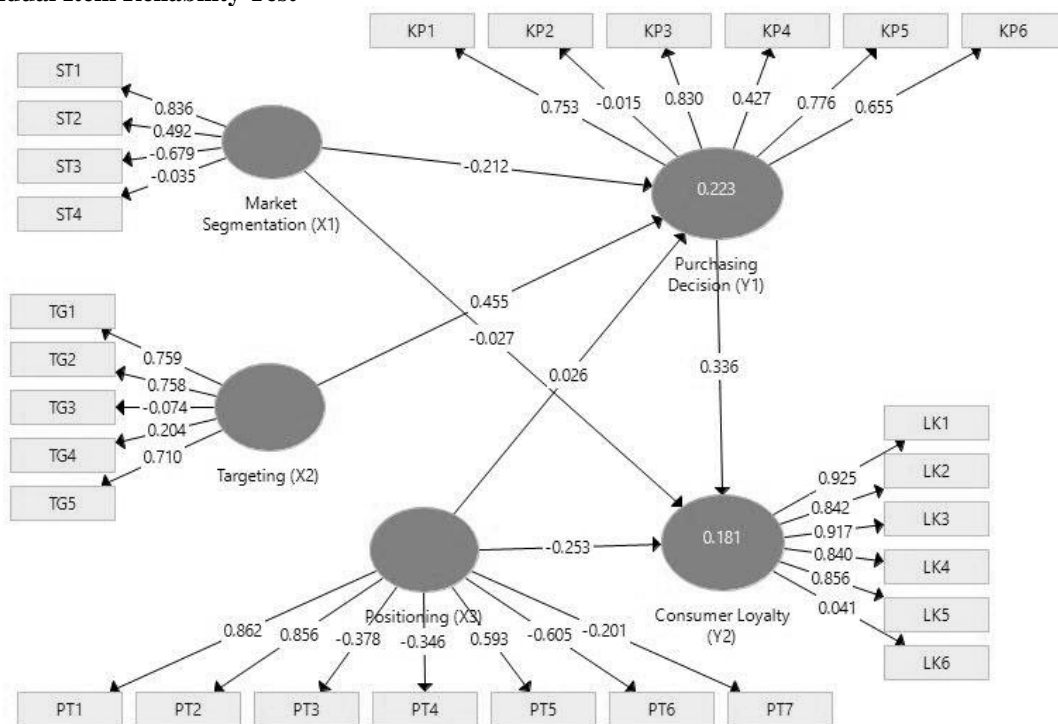 dual Item Reliability Test
KP1 KP2 KP3 KP4 KP5 KP6
0.753 -0.015 0.830 0.427 0.776 0.655
ST1
ST2
ST3
ST4
0.836
0.492
-0.679
-0.035
Market
Segmentation (X1)
-0.212
0.223
Purchasing
Decision (Y1)
TG1
TG2
TG3
TG4
TG5
0.759
0.758
-0.074
0.204
0.710
Targeting (X2)
0.455
-0.027
0.026
0.336
LK1
LK2
LK3
LK4
LK5
LK6
0.925
0.842
0.917
0.840
0.856
0.041
0.181
Consumer Loyalty
(Y2)
-0.253
Positioning (X3)
0.862 0.856 -0.378 -0.346 0.593 -0.605 -0.201
PT1 PT2 PT3 PT4 PT5 PT6 PT7